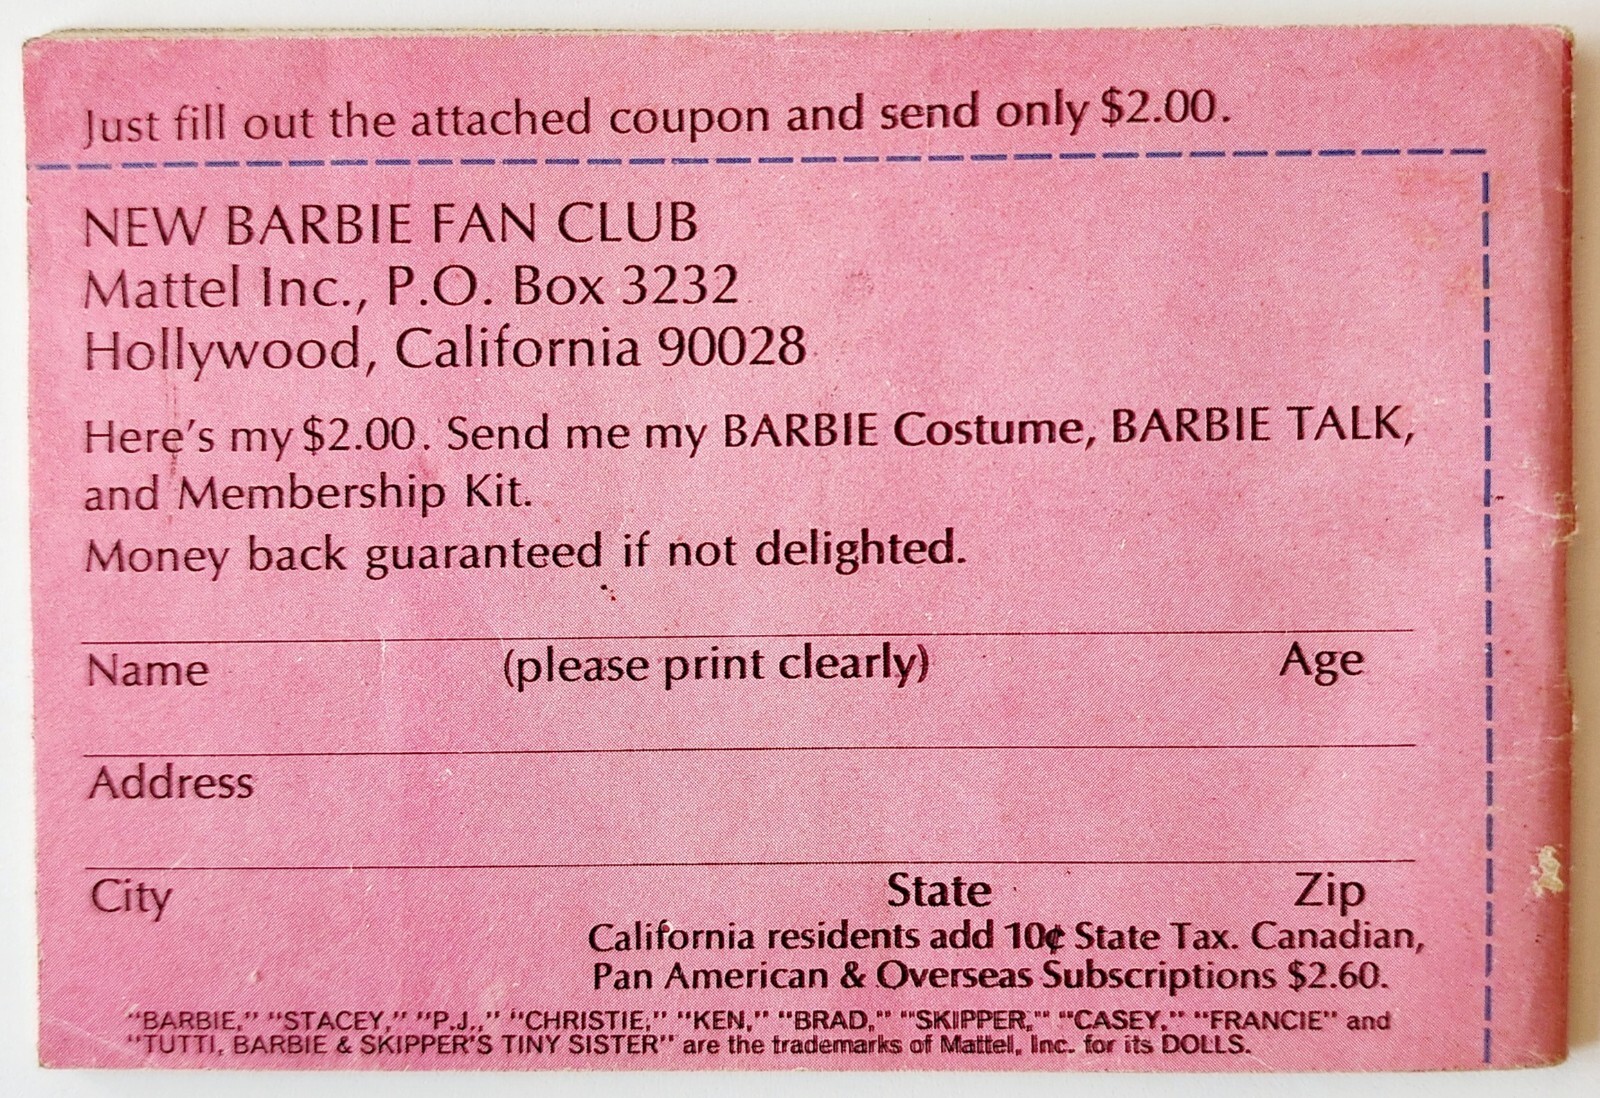 Just fill out the attached coupon and send only $2.00.
NEW BARBIE FAN CLUB
Mattel Inc., P.O. Box 3232
Hollywood, California 90028
Here's my $2.00. Send me my BARBIE Costume, BARBIE TALK,
and Membership Kit.
Money back guaranteed if not delighted.
Name (please print clearly) Age
Address
City State Zip
California residents add 10¢ State Tax. Canadian,
Pan American & Overseas Subscriptions $2.60.
"BARBIE," "STACEY," "P.J.," "CHRISTIE," "KEN," "BRAD," "SKIPPER," "CASEY," "FRANCIE" and
"TUTTI, BARBIE & SKIPPER'S TINY SISTER" are the trademarks of Mattel, Inc. for its DOLLS.